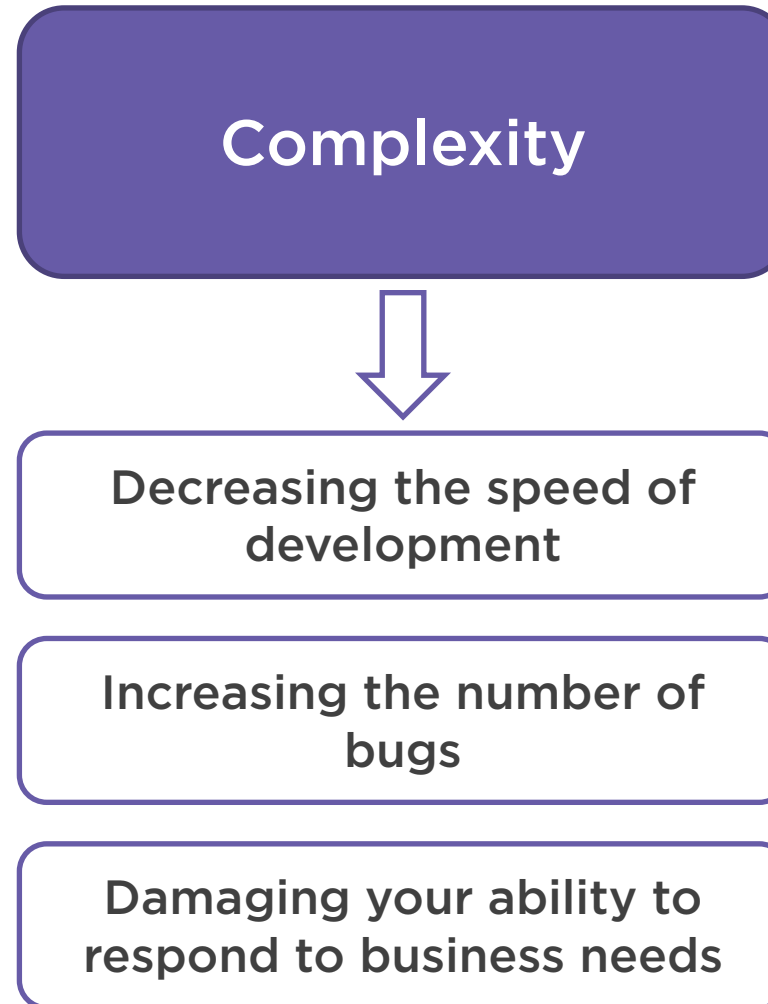 Complexity
Decreasing the speed of
development
Increasing the number of
bugs
Damaging your ability to
respond to business needs